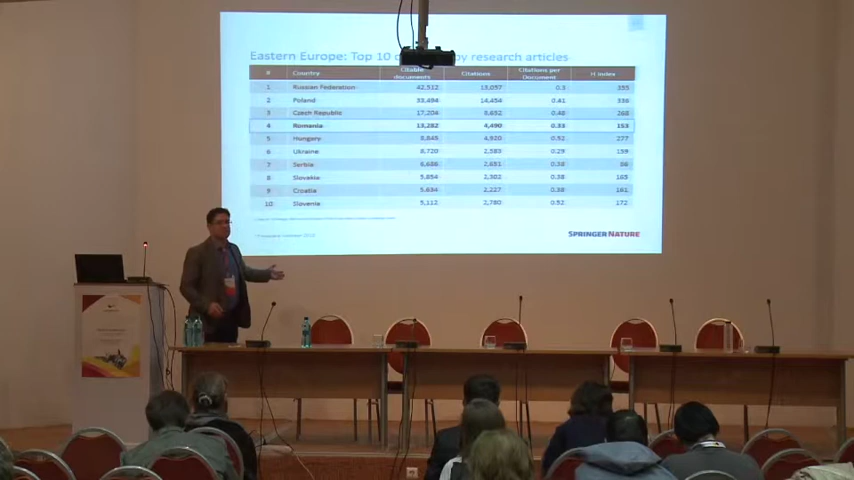 Eastern Europe: Top 10 by research articles
# Country Citable documents Citations Citations per Document H index
1 Russian Federation 42,512 13,097 0.3 355
2 Poland 33,494 14,454 0.41 336
3 Czech Republic 17,204 8,692 0.48 268
4 Romania 13,282 4,490 0.33 153
5 Hungary 8,845 4,920 0.52 277
6 Ukraine 8,720 2,583 0.29 159
7 Serbia 6,686 2,651 0.38 86
8 Slovakia 5,854 2,302 0.38 165
9 Croatia 5,634 2,227 0.38 161
10 Slovenia 5,112 2,780 0.52 172
SPRINGER NATURE